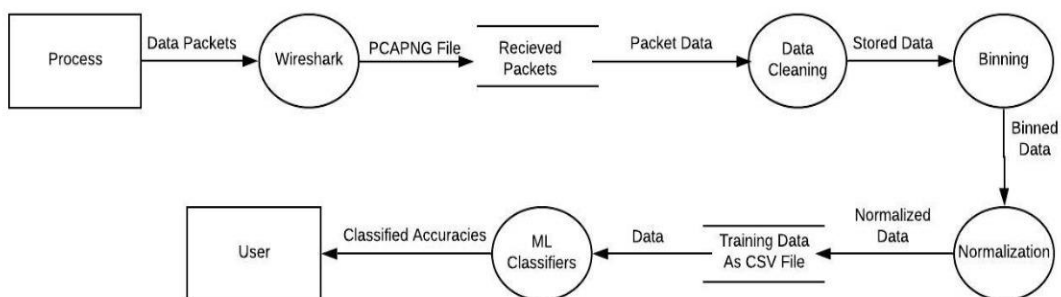 Process
Data Packets
Wireshark
PCAPNG File
Recieved
Packets
Packet Data
Data
Cleaning
Stored Data
Binning
Binned
Data
Normalization
Normalized
Data
Training Data
As CSV File
Data
ML
Classifiers
Classified Accuracies
User